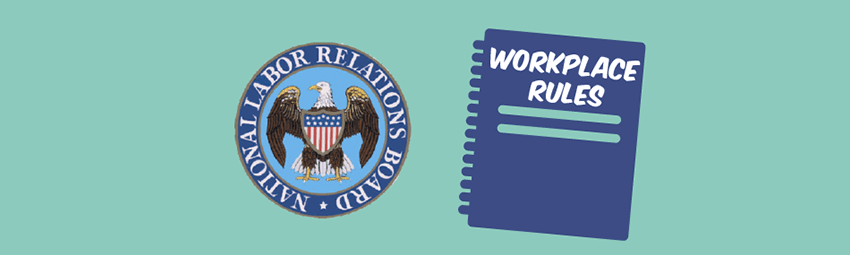 NATIONAL LABOR RELATIONS BOARD
WORKPLACE
RULES